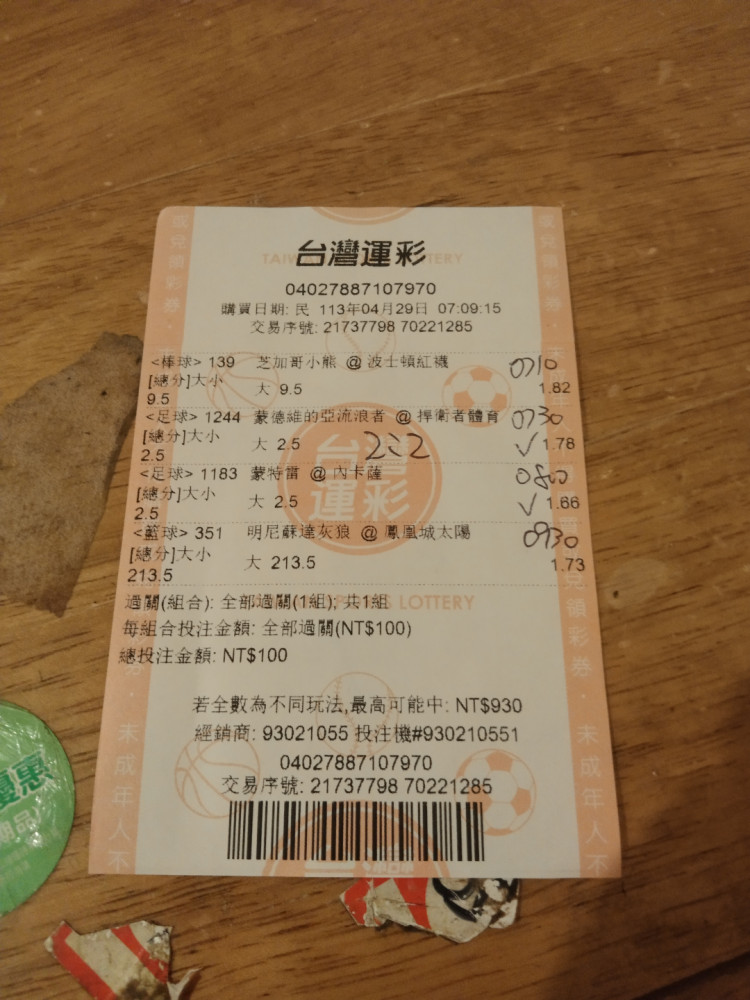 台灣運彩
04027887107970
購買日期: 民 113年04月29日 07:09:15
交易序號: 21737798 70221285
<棒球> 139 芝加哥小熊 @ 波士頓紅襪 0710
[總分]大小 大 9.5 1.82
9.5
<足球> 1244 蒙德維的亞流浪者 @ 捍衛者體育 0730
[總分]大小 大 2.5 2:2 ✓ 1.78
2.5
<足球> 1183 蒙特雷 @ 內卡薩 0800
[總分]大小 大 2.5 ✓ 1.66
2.5
<籃球> 351 明尼蘇達灰狼 @ 鳳凰城太陽 0930
[總分]大小 大 213.5 1.73
213.5
過關(組合): 全部過關(1組); 共1組
LOTTERY
每組合投注金額: 全部過關(NT$100)
總投注金額: NT$100
若全數為不同玩法,最高可能中: NT$930
經銷商: 93021055 投注機#930210551
04027887107970
交易序號: 21737798 70221285
未成年人不
未成年人不
優惠